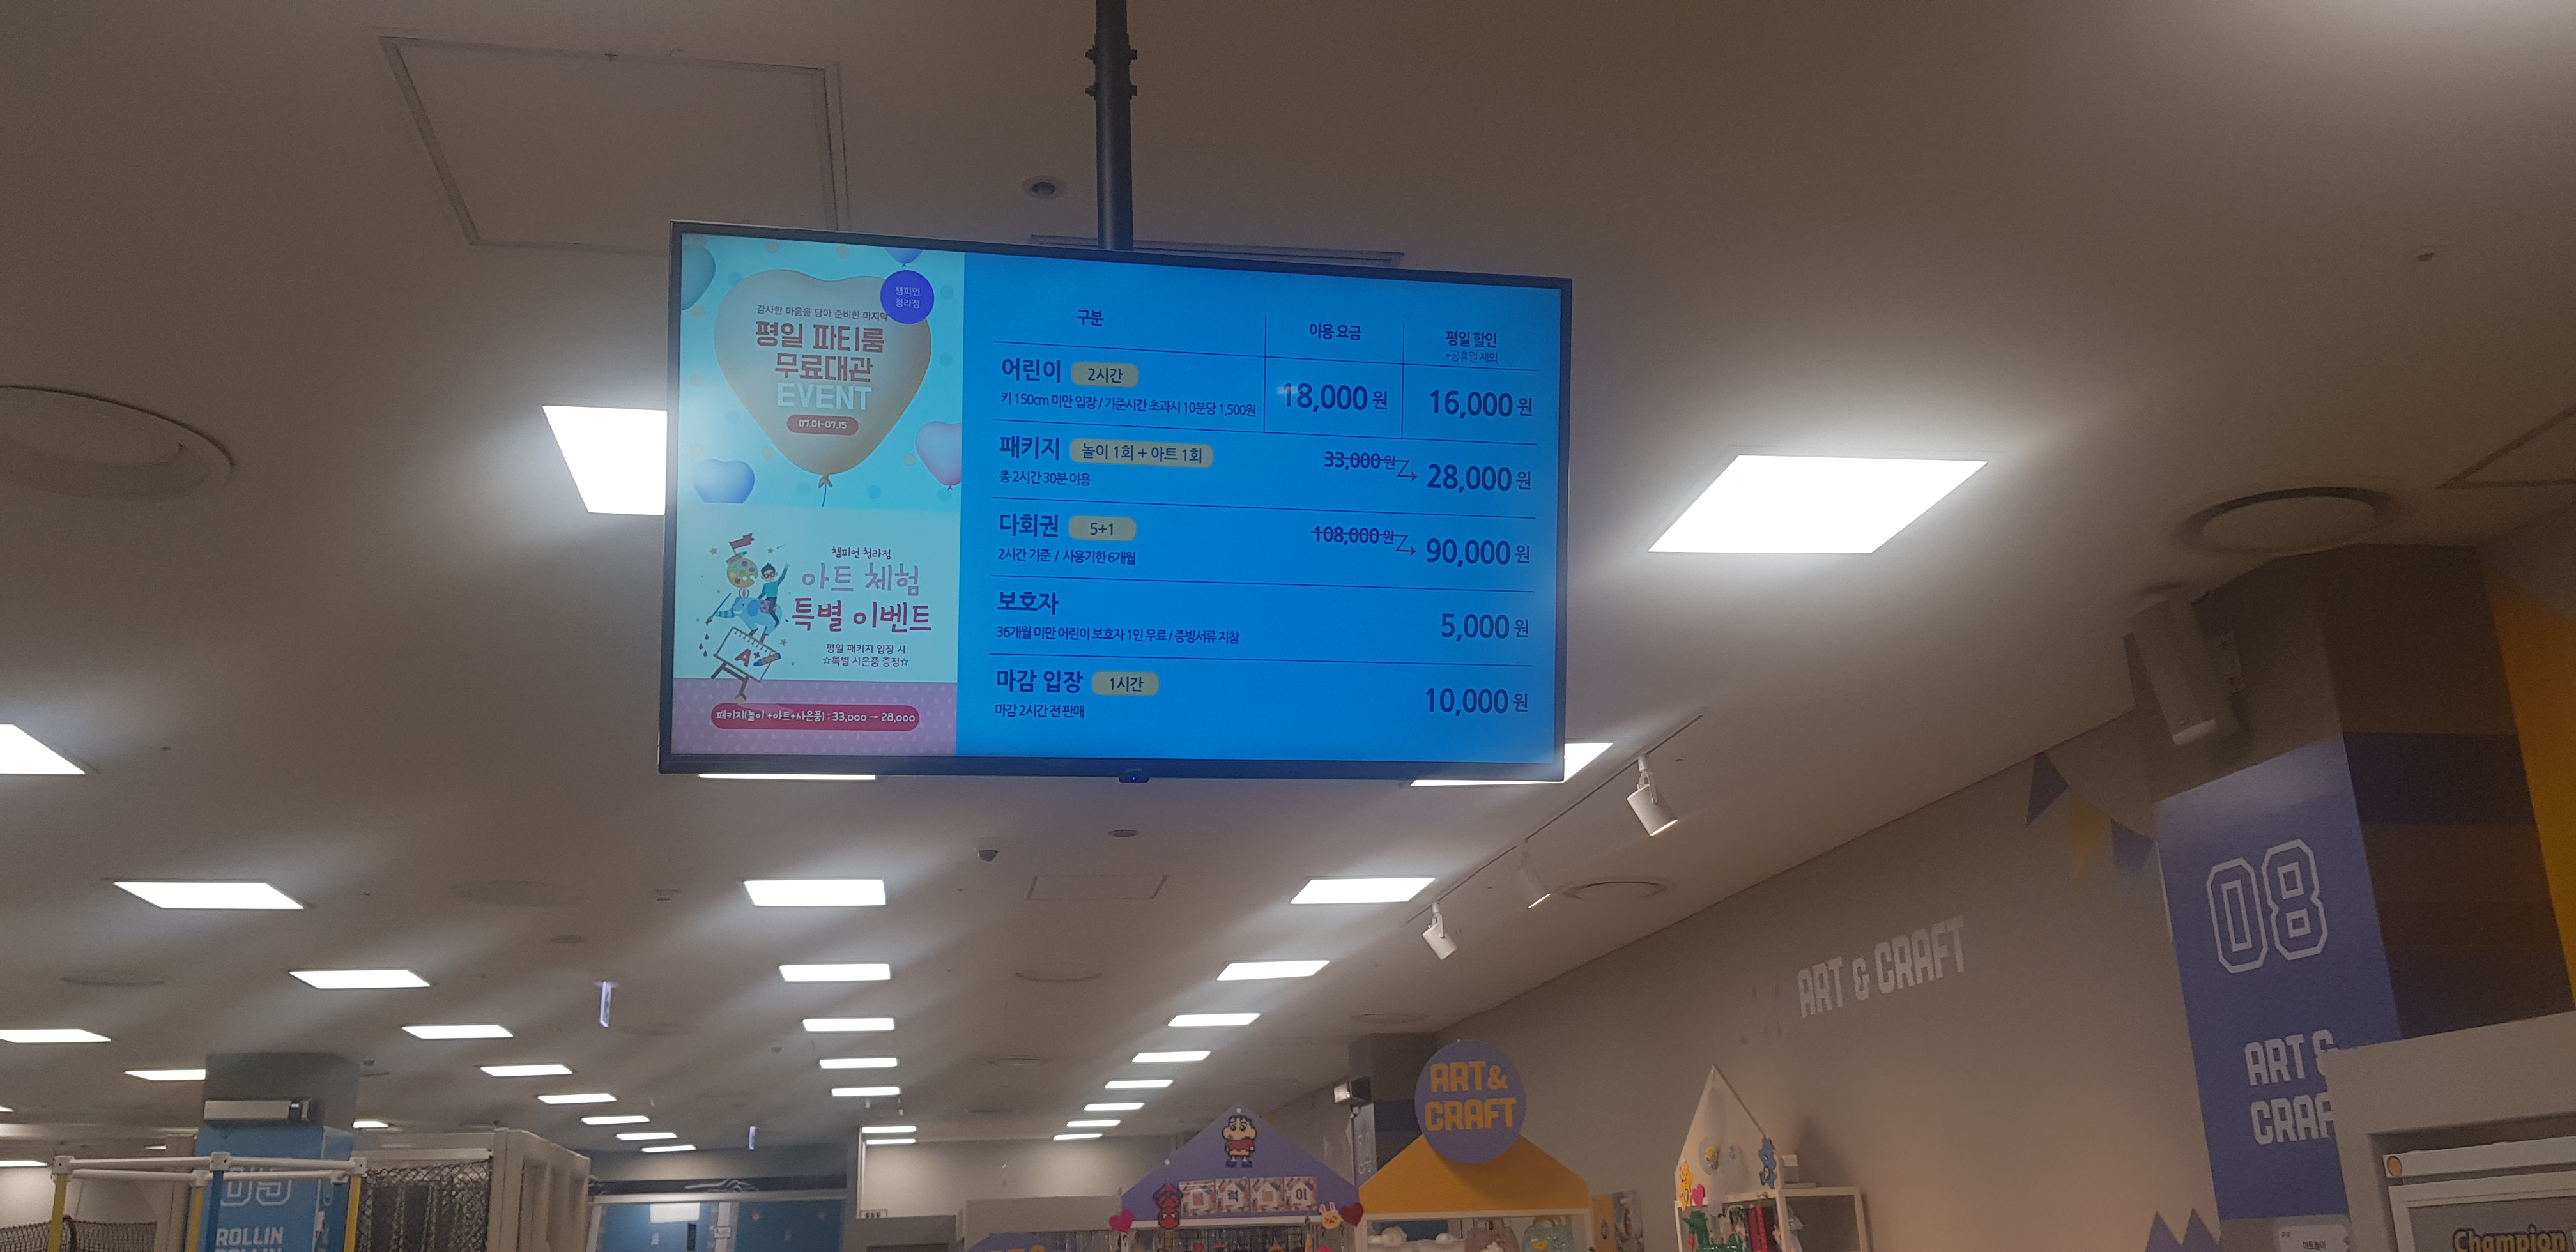 챔피언
청라점
감사한 마음을 담아 준비한 마지막
평일 파티룸
무료대관
EVENT
07.01-07.15
챔피언 청라점
아트 체험
특별 이벤트
평일 패키지 입장 시
☆특별 사은품 증정☆
패키지(놀이+아트+사은품) : 33,000 → 28,000
구분 이용 요금 평일 할인
*공휴일 제외
어린이 2시간 18,000 원 16,000 원
키 150cm 미만 입장 / 기준시간 초과시 10분당 1,500원
패키지 놀이 1회 + 아트 1회 33,000 원 28,000 원
총 2시간 30분 이용
다회권 5+1 108,000 원 90,000 원
2시간 기준 / 사용기한 6개월
보호자 5,000 원
36개월 미만 어린이 보호자 1인 무료 / 증빙서류 지참
마감 입장 1시간 10,000 원
마감 2시간 전 판매
08
ART & CRAFT
ART &
CRAF
ART &
CRAFT
05
ROLLIN
Champion